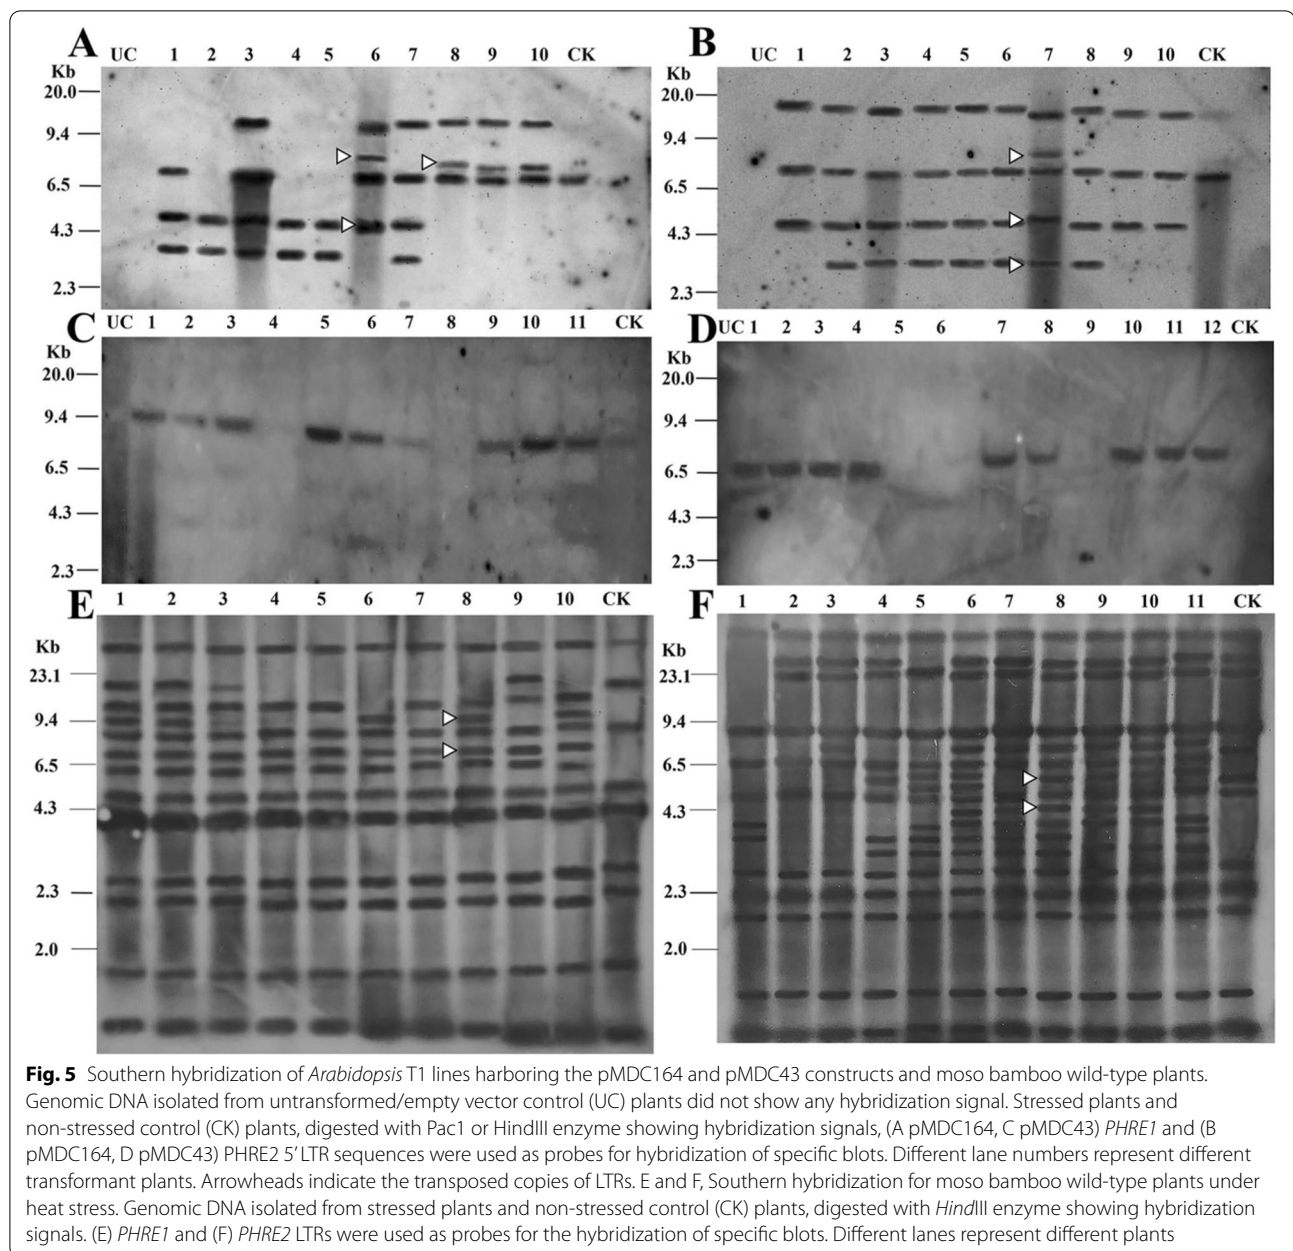 A
UC 1 2 3 4 5 6 7 8 9 10 CK
Kb
20.0
9.4
6.5
4.3
2.3
B
UC 1 2 3 4 5 6 7 8 9 10 CK
Kb
20.0
9.4
6.5
4.3
2.3
C
UC 1 2 3 4 5 6 7 8 9 10 11 CK
Kb
20.0
9.4
6.5
4.3
2.3
D
UC 1 2 3 4 5 6 7 8 9 10 11 12 CK
Kb
20.0
9.4
6.5
4.3
2.3
E
1 2 3 4 5 6 7 8 9 10 CK
Kb
23.1
9.4
6.5
4.3
2.3
2.0
F
1 2 3 4 5 6 7 8 9 10 11 CK
Kb
23.1
9.4
6.5
4.3
2.3
2.0
Fig. 5 Southern hybridization of Arabidopsis T1 lines harboring the pMDC164 and pMDC43 constructs and moso bamboo wild-type plants.
Genomic DNA isolated from untransformed/empty vector control (UC) plants did not show any hybridization signal. Stressed plants and
non-stressed control (CK) plants, digested with Pac1 or HindIII enzyme showing hybridization signals, (A pMDC164, C pMDC43) PHRE1 and (B
pMDC164, D pMDC43) PHRE2 5' LTR sequences were used as probes for hybridization of specific blots. Different lane numbers represent different
transformant plants. Arrowheads indicate the transposed copies of LTRs. E and F, Southern hybridization for moso bamboo wild-type plants under
heat stress. Genomic DNA isolated from stressed plants and non-stressed control (CK) plants, digested with HindIII enzyme showing hybridization
signals. (E) PHRE1 and (F) PHRE2 LTRs were used as probes for the hybridization of specific blots. Different lanes represent different plants